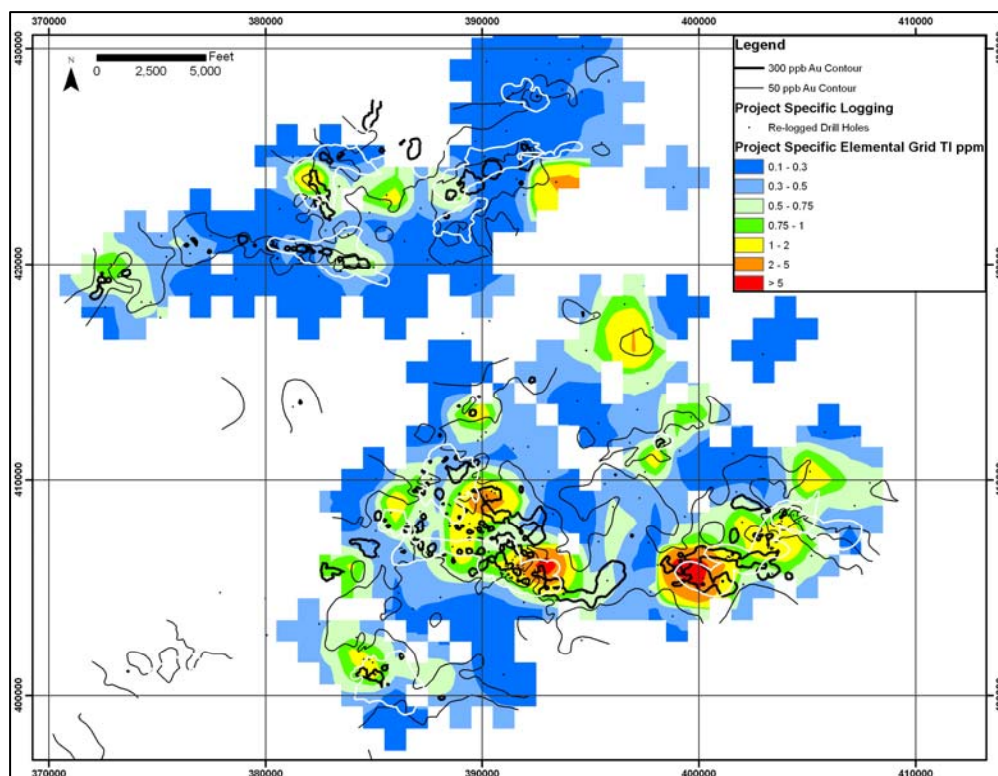 370000 380000 390000 400000 410000
430000
N
Feet
0 2,500 5,000
Legend
300 ppb Au Contour
50 ppb Au Contour
Project Specific Logging
Re-logged Drill Holes
Project Specific Elemental Grid Tl ppm
0.1 - 0.3
0.3 - 0.5
0.5 - 0.75
0.75 - 1
1 - 2
2 - 5
> 5
420000
410000
400000
370000 380000 390000 400000 410000